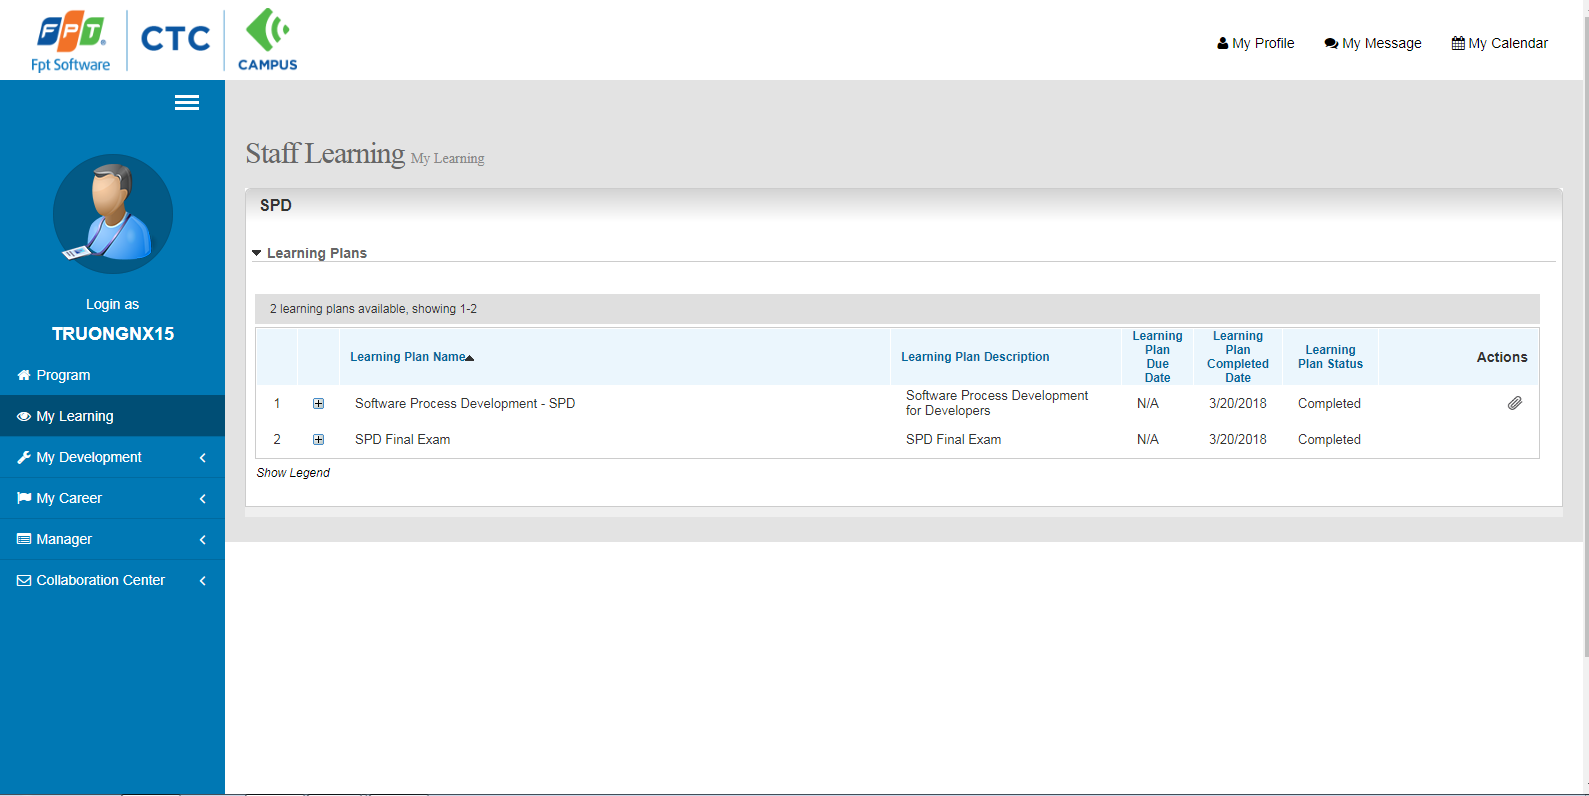 FPT
Fpt Software
CTC
CAMPUS
My Profile
My Message
My Calendar
Login as
TRUONGNX15
Program
My Learning
My Development
My Career
Manager
Collaboration Center
Staff Learning My Learning
SPD
Learning Plans
2 learning plans available, showing 1-2
Learning Plan Name
Learning Plan Description
Learning
Plan
Due
Date
Learning
Plan
Completed
Date
Learning
Plan Status
Actions
1 Software Process Development - SPD
Software Process Development
for Developers
N/A 3/20/2018 Completed
2 SPD Final Exam SPD Final Exam N/A 3/20/2018 Completed
Show Legend